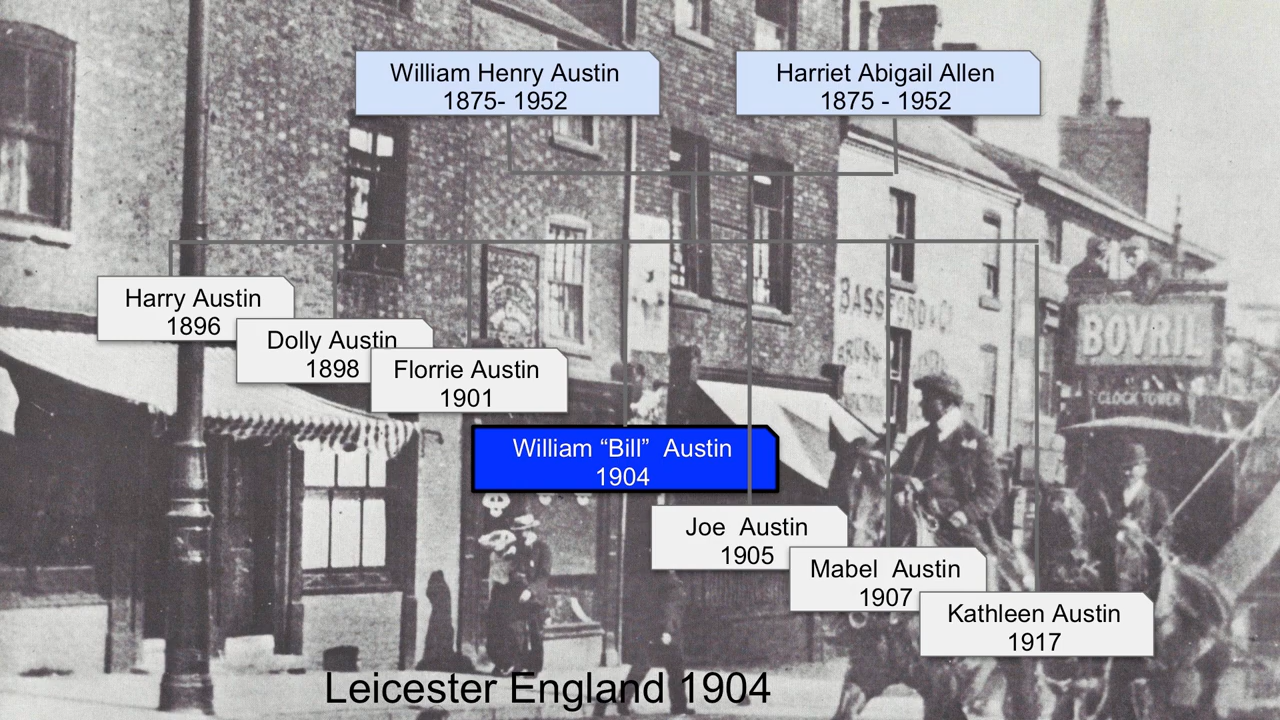 William Henry Austin
1875- 1952
Harriet Abigail Allen
1875 - 1952
Harry Austin
1896
Dolly Austin
1898
Florrie Austin
1901
BASSFORD & Co
BRUSH
BOVRIL
CLOCK TOWER
William “Bill” Austin
1904
Joe Austin
1905
Mabel Austin
1907
Kathleen Austin
1917
Leicester England 1904